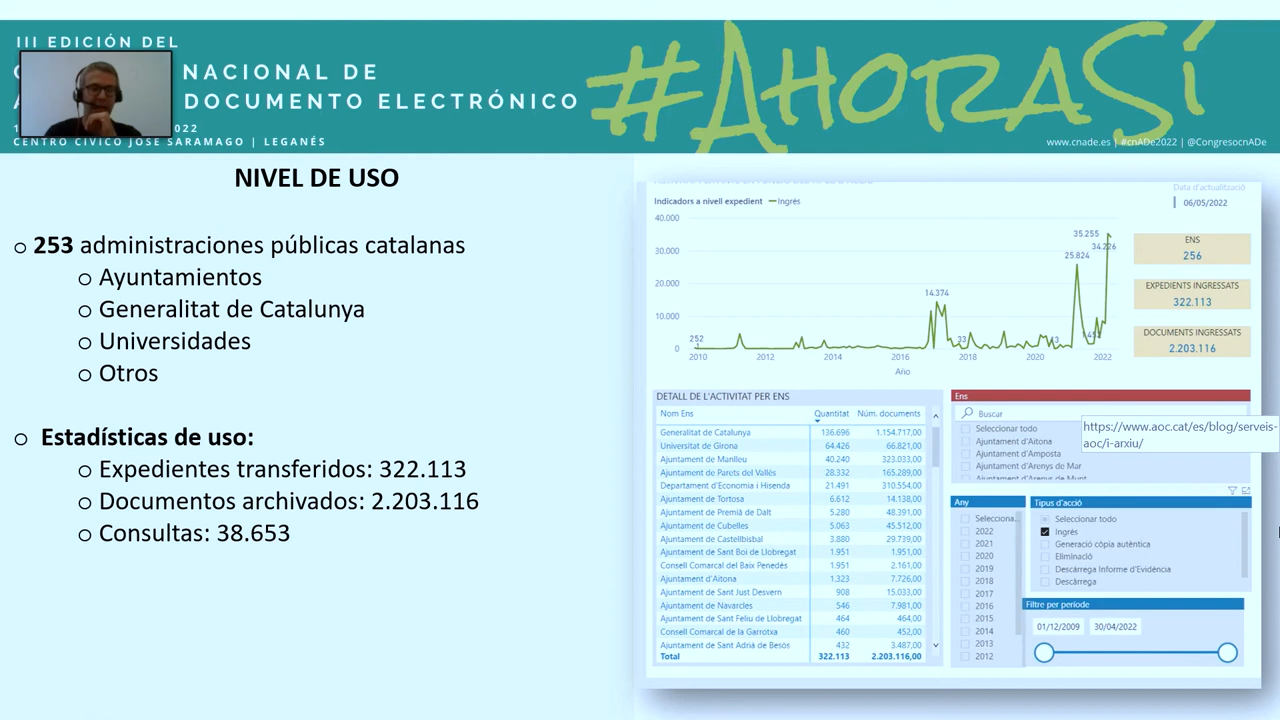 III EDICIÓN DEL
NACIONAL DE
DOCUMENTO ELECTRÓNICO
2022
CENTRO CÍVICO JOSÉ SARAMAGO | LEGANÉS
#AHORASÍ
www.cnade.es | #cnADe2022 | @CongresocnADe
NIVEL DE USO
253 administraciones públicas catalanas
Ayuntamientos
Generalitat de Catalunya
Universidades
Otros
Estadísticas de uso:
Expedientes transferidos: 322.113
Documentos archivados: 2.203.116
Consultas: 38.653
Data d'actualització
06/05/2022
Indicadors a nivell expedient Ingrés
40.000
30.000
20.000
10.000
0
252
14.374
33
25.824
35.255
34.226
2010 2012 2014 2016 2018 2020 2022
Año
ENS
256
EXPEDIENTS INGRESSATS
322.113
DOCUMENTS INGRESSATS
2.203.116
DETALL DE L'ACTIVITAT PER ENS
Nom Ens Quantitat Núm. documents
Generalitat de Catalunya 136.696 1.154.717,00
Universitat de Girona 64.426 66.821,00
Ajuntament de Manlleu 40.240 323.033,00
Ajuntament de Parets del Vallès 28.332 165.289,00
Departament d'Economia i Hisenda 21.491 310.554,00
Ajuntament de Tortosa 6.612 14.138,00
Ajuntament de Premià de Dalt 5.280 48.391,00
Ajuntament de Cubelles 5.063 45.512,00
Ajuntament de Castellbisbal 3.880 29.739,00
Ajuntament de Sant Boi de Llobregat 1.951 1.951,00
Consell Comarcal del Baix Penedès 1.951 2.161,00
Ajuntament d'Aitona 1.323 7.726,00
Ajuntament de Sant Just Desvern 908 15.033,00
Ajuntament de Navarcles 546 7.981,00
Ajuntament de Sant Feliu de Llobregat 464 464,00
Consell Comarcal de la Garrotxa 460 452,00
Ajuntament de Sant Adrià de Besòs 432 3.487,00
Total 322.113 2.203.116,00
Ens
Buscar
Seleccionar todo
Ajuntament d'Aitona
Ajuntament d'Amposta
Ajuntament d'Arenys de Mar
Ajuntament d'Arenys de Munt
https://www.aoc.cat/es/blog/serveis-
aoc/i-arxiu/
Any
Selecciona...
2022
2021
2020
2019
2018
2017
2016
2015
2014
2013
2012
Tipus d'acció
Seleccionar todo
Ingrés
Generació còpia autèntica
Eliminació
Descàrrega Informe d'Evidència
Descàrrega
Filtre per període
01/12/2009 30/04/2022